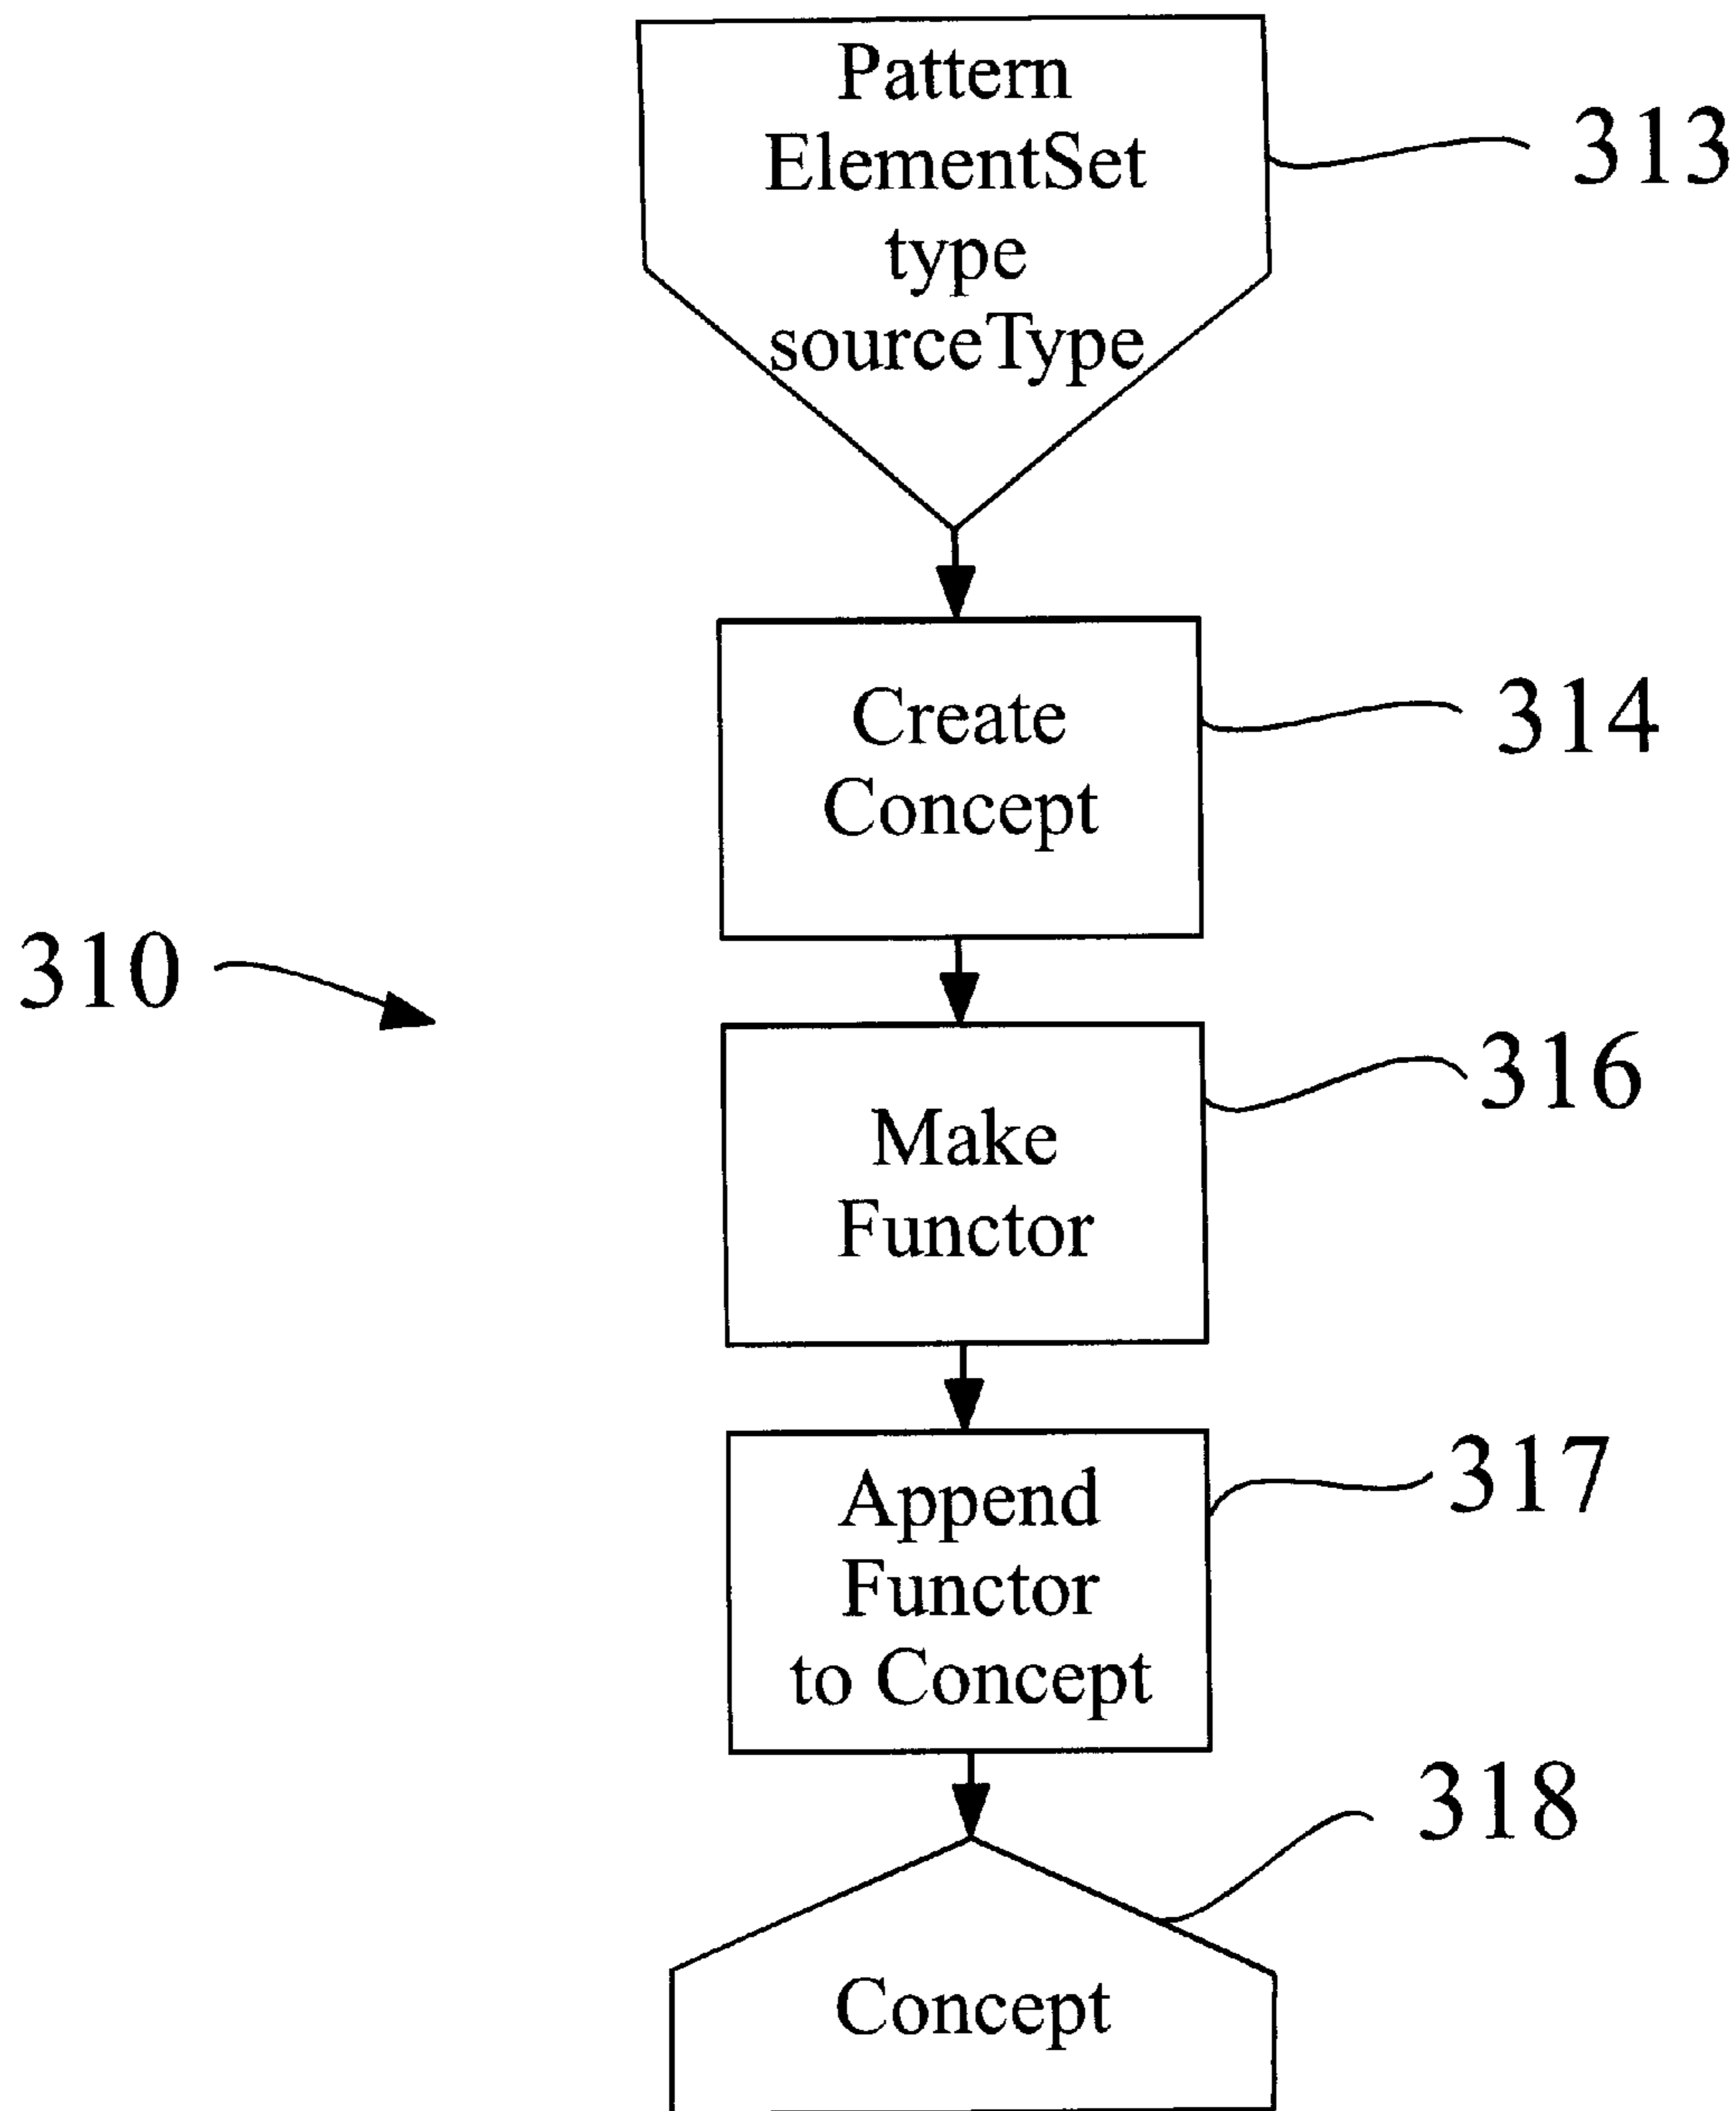 Pattern
ElementSet
type
sourceType
313
Create
Concept
314
310
Make
Functor
316
Append
Functor
to Concept
317
318
Concept